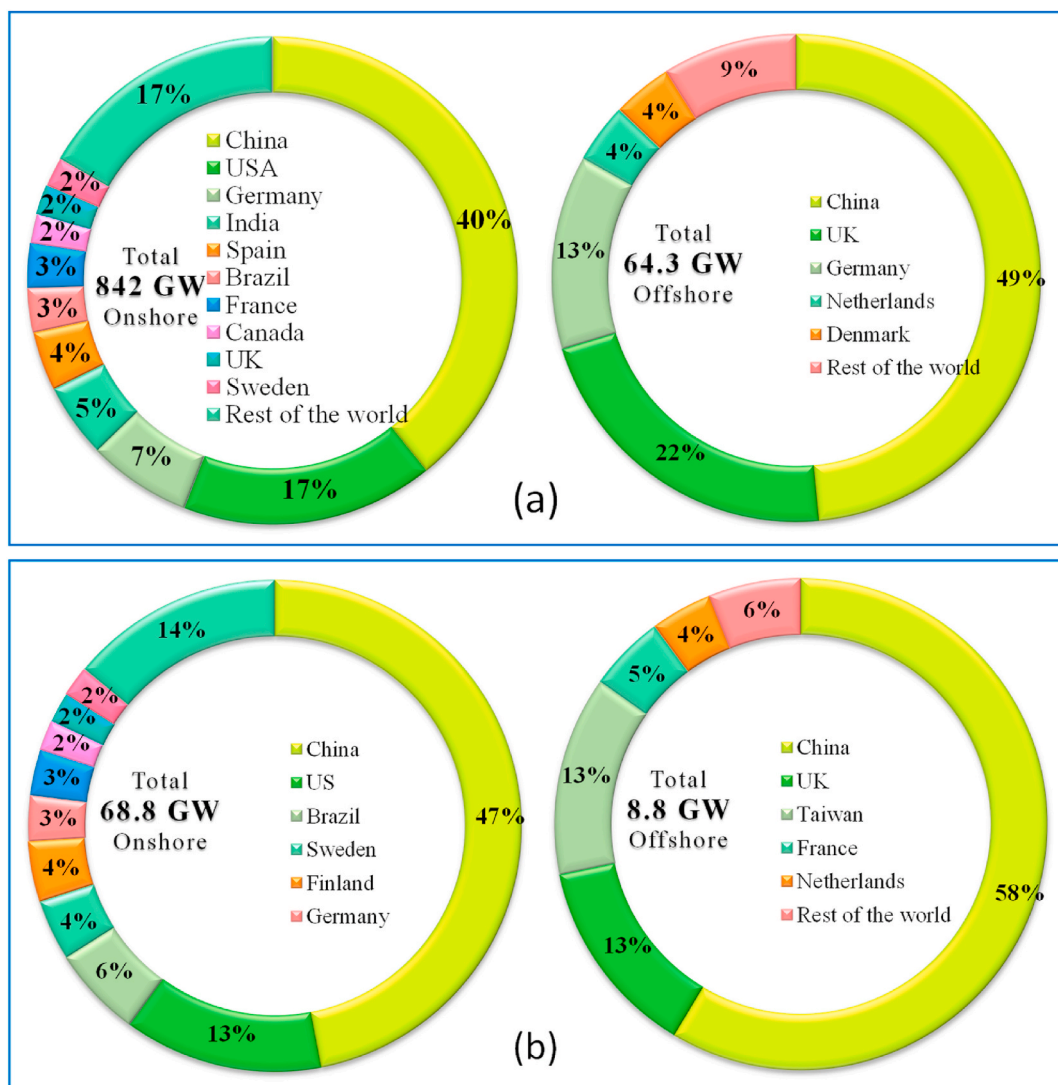 17%
2%
2%
2%
3%
3%
4%
5%
7%
17%
40%
Total
842 GW
Onshore
China
USA
Germany
India
Spain
Brazil
France
Canada
UK
Sweden
Rest of the world
9%
4%
4%
13%
22%
49%
Total
64.3 GW
Offshore
China
UK
Germany
Netherlands
Denmark
Rest of the world
(a)
14%
2%
2%
2%
3%
3%
4%
4%
6%
13%
47%
Total
68.8 GW
Onshore
China
US
Brazil
Sweden
Finland
Germany
6%
4%
5%
13%
13%
58%
Total
8.8 GW
Offshore
China
UK
Taiwan
France
Netherlands
Rest of the world
(b)